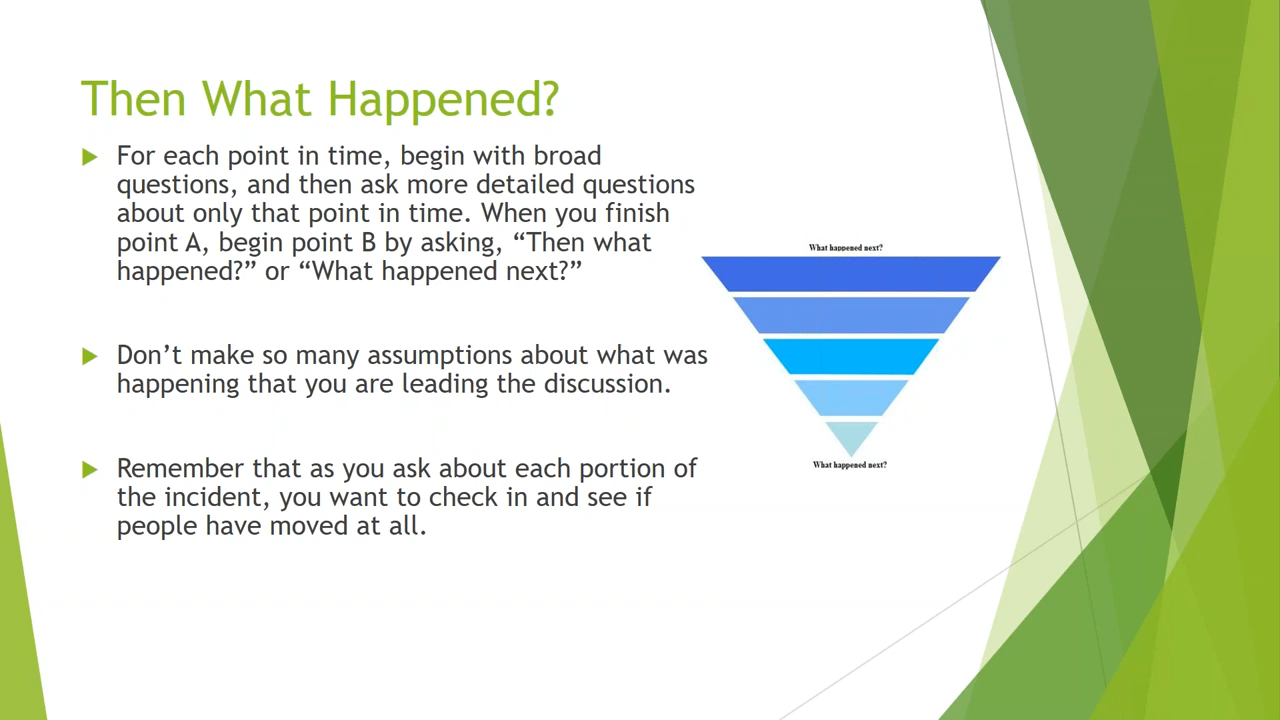 Then What Happened?
For each point in time, begin with broad
questions, and then ask more detailed questions
about only that point in time. When you finish
point A, begin point B by asking, “Then what
happened?” or “What happened next?”
Don’t make so many assumptions about what was
happening that you are leading the discussion.
Remember that as you ask about each portion of
the incident, you want to check in and see if
people have moved at all.
What happened next?
What happened next?